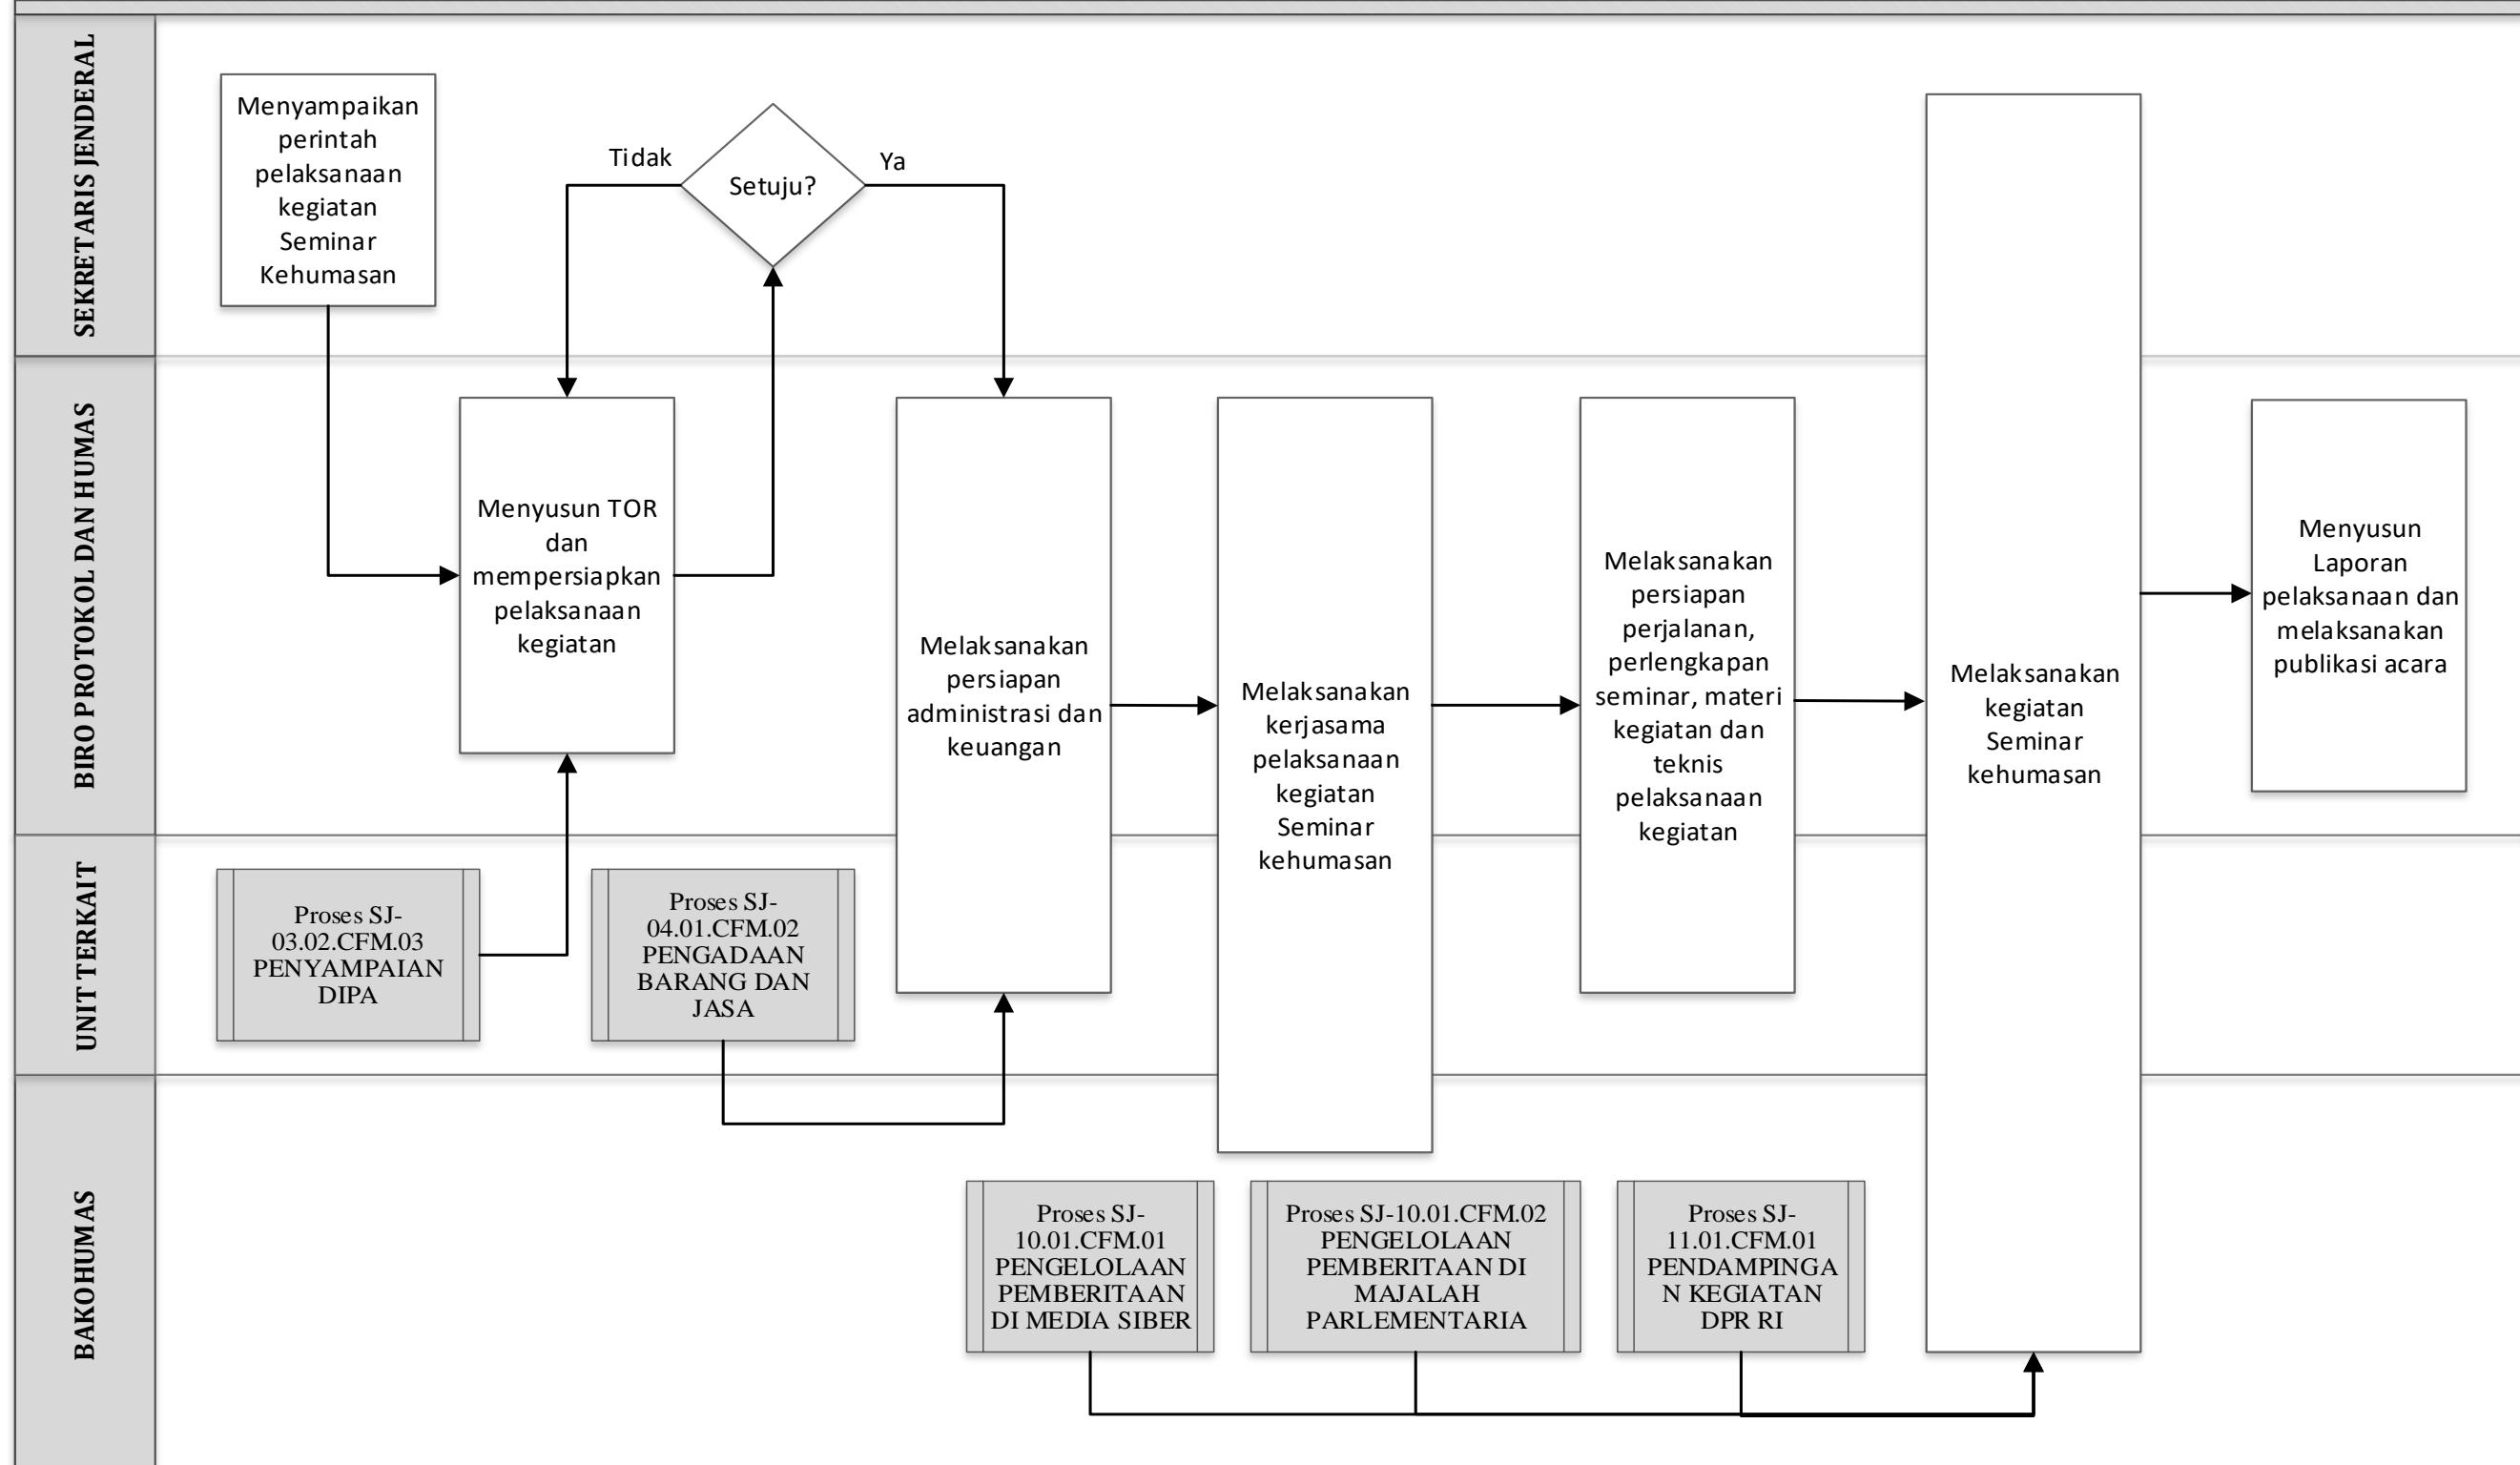 SEKRETARIS JENDERAL
Menyampaikan
perintah
pelaksanaan
kegiatan
Seminar
Kehumasan
Tidak
Setuju?
Ya
BIRO PROTOKOL DAN HUMAS
Menyusun TOR
dan
mempersiapkan
pelaksanaan
kegiatan
Melaksanakan
persiapan
administrasi dan
keuangan
Melaksanakan
kerjasama
pelaksanaan
kegiatan
Seminar
kehumasan
Melaksanakan
persiapan
perjalanan,
perlengkapan
seminar, materi
kegiatan dan
teknis
pelaksanaan
kegiatan
Melaksanakan
kegiatan
Seminar
kehumasan
Menyusun
Laporan
pelaksanaan dan
melaksanakan
publikasi acara
UNIT TERKAIT
Proses SJ-
03.02.CFM.03
PENYAMPAIAN
DIPA
Proses SJ-
04.01.CFM.02
PENGADAAN
BARANG DAN
JASA
BAKOHUMAS
Proses SJ-
10.01.CFM.01
PENGELOLAAN
PEMBERITAAN
DI MEDIA SIBER
Proses SJ-10.01.CFM.02
PENGELOLAAN
PEMBERITAAN DI
MAJALAH
PARLEMENTARIA
Proses SJ-
11.01.CFM.01
PENDAMPINGA
N KEGIATAN
DPR RI